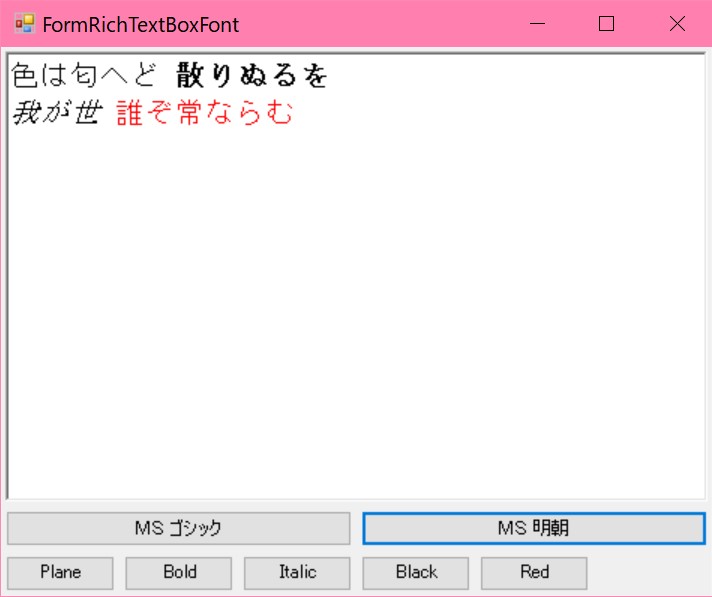 FormRichTextBoxFont
色は匂へど 散りぬるを
我が世 誰ぞ常ならむ
MS ゴシック MS 明朝
Plane Bold Italic Black Red